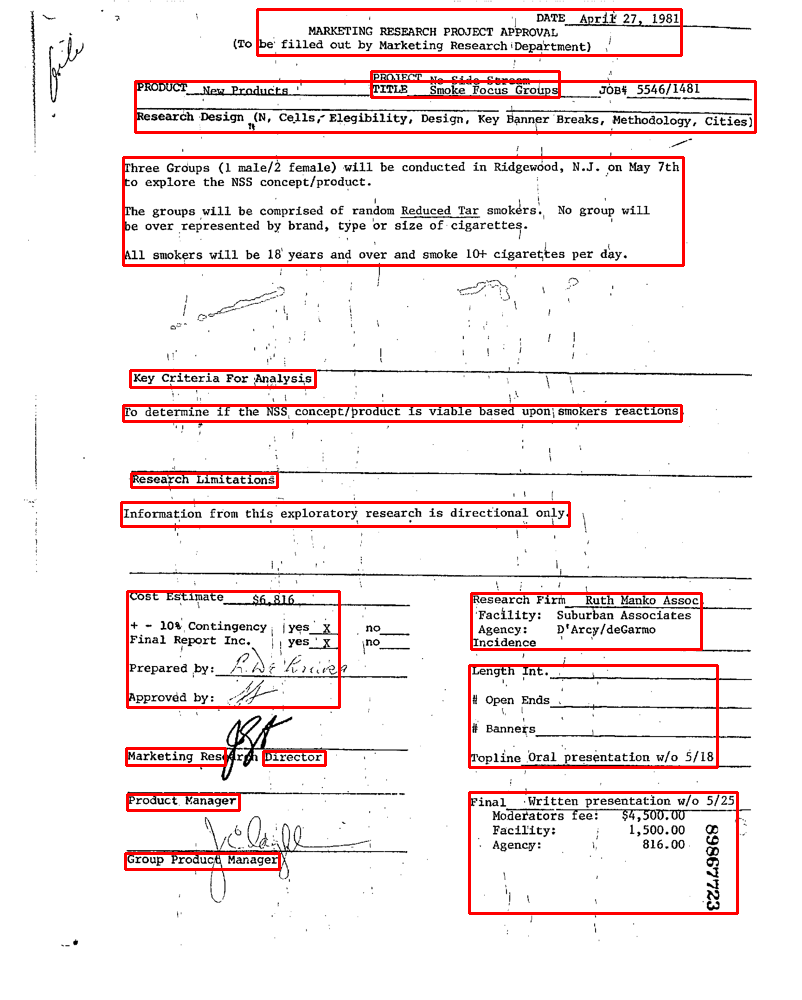 file
DATE April 27, 1981
MARKETING RESEARCH PROJECT APPROVAL
(To be filled out by Marketing Research Department)
PROJECT No Side Stream
PRODUCT New Products TITLE Smoke Focus Groups JOB# 5546/1481
Research Design (N, Cells, Elegibility, Design, Key Banner Breaks, Methodology, Cities)
Three Groups (1 male/2 female) will be conducted in Ridgewood, N.J. on May 7th
to explore the NSS concept/product.
The groups will be comprised of random Reduced Tar smokers. No group will
be over represented by brand, type or size of cigarettes.
All smokers will be 18 years and over and smoke 10+ cigarettes per day.
Key Criteria For Analysis
To determine if the NSS concept/product is viable based upon smokers reactions
Research Limitations
Information from this exploratory research is directional only.
Cost Estimate $6,816
+ - 10% Contingency yes X no
Final Report Inc. yes X no
Prepared by:
Approved by:
Marketing Research Director
Product Manager
Group Product Manager
Research Firm Ruth Manko Assoc
Facility: Suburban Associates
Agency: D'Arcy/deGarmo
Incidence
Length Int.
# Open Ends
# Banners
Topline Oral presentation w/o 5/18
Final Written presentation w/o 5/25
Moderators fee: $4,500.00
Facility: 1,500.00
Agency: 816.00
89867723